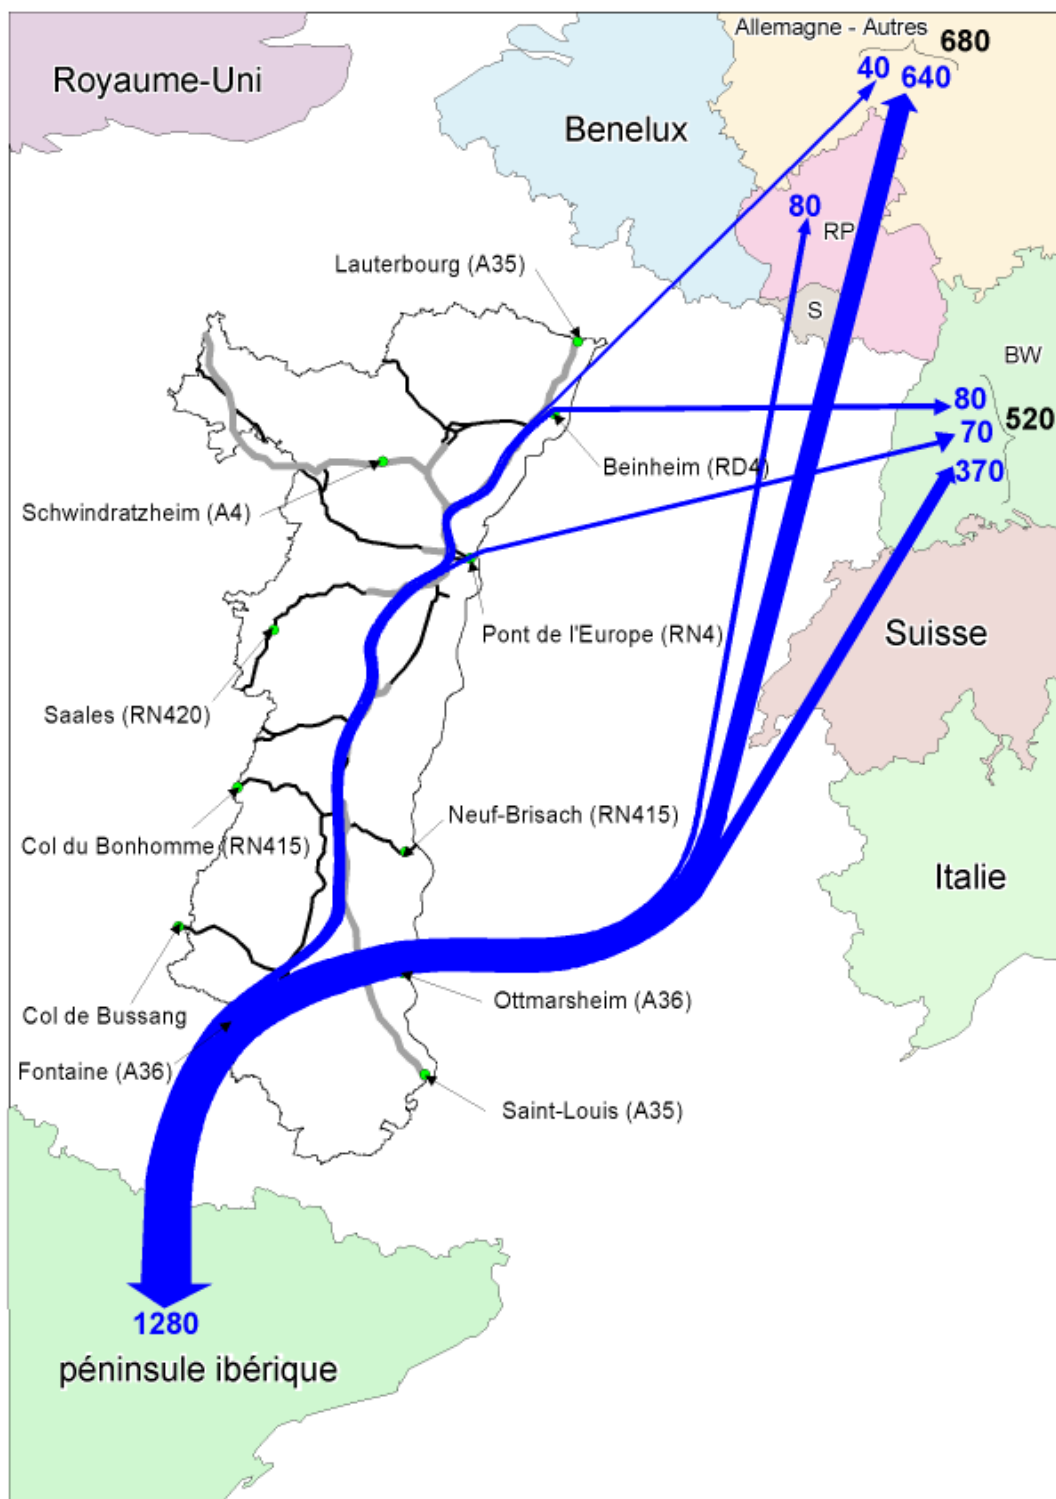 Allemagne - Autres
680
Royaume-Uni
40
640
Benelux
80
RP
Lauterbourg (A35)
S
BW
80
520
70
Beinheim (RD4)
370
Schwindratzheim (A4)
Pont de l'Europe (RN4)
Suisse
Saales (RN420)
Neuf-Brisach (RN415)
Col du Bonhomme (RN415)
Italie
Ottmarsheim (A36)
Col de Bussang
Fontaine (A36)
Saint-Louis (A35)
1280
péninsule ibérique